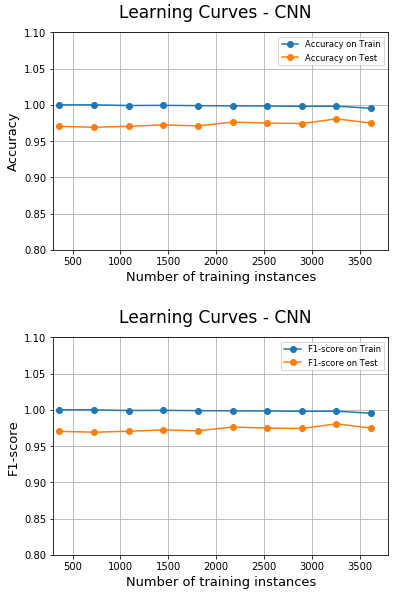 Learning Curves - CNN
1.10
Accuracy on Train
Accuracy on Test
1.05
1.00
0.95
0.90
0.85
0.80
Accuracy
500 1000 1500 2000 2500 3000 3500
Number of training instances
Learning Curves - CNN
1.10
F1-score on Train
F1-score on Test
1.05
1.00
0.95
0.90
0.85
0.80
F1-score
500 1000 1500 2000 2500 3000 3500
Number of training instances